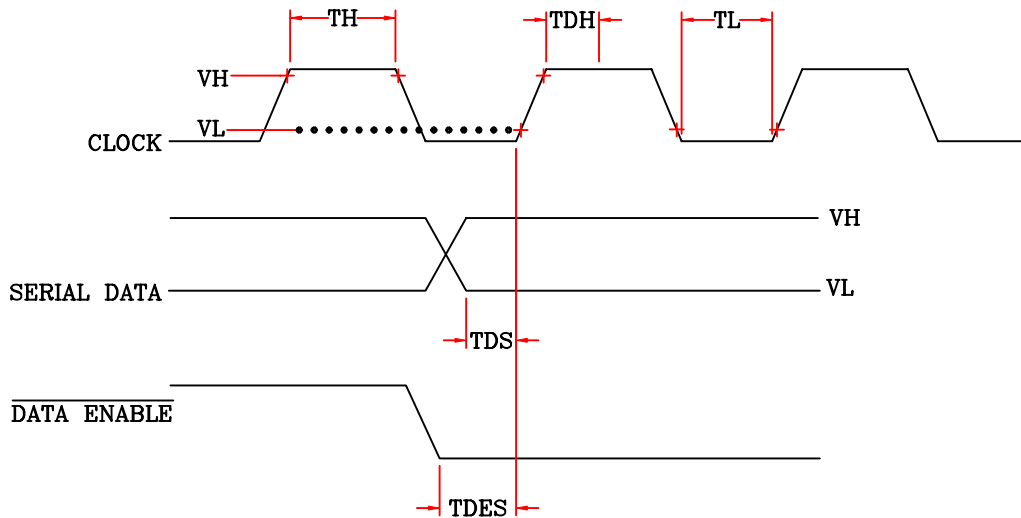 TH
TDH
TL
VH
VL
CLOCK
VH
SERIAL DATA
VL
TDS
DATA ENABLE
TDES